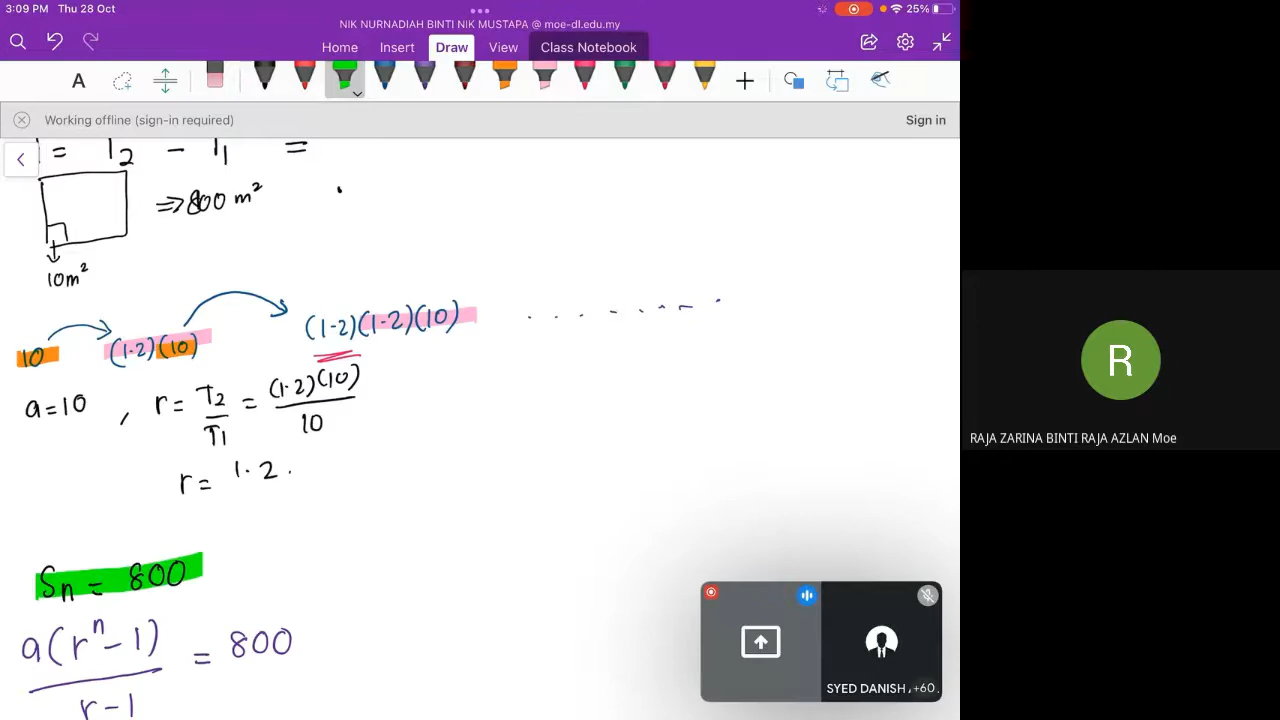 3:09 PM Thu 28 Oct
25%
NIK NURNADIAH BINTI NIK MUSTAPA @ moe-dl.edu.my
Home Insert Draw View Class Notebook
A
Working offline (sign-in required) Sign in
= T2 - T1 =
⇒ 800 m²
10m²
10 (1·2)(10) (1·2)(1·2)(10) ........
a = 10 , r = T2/T1 = (1·2)(10)/10
r = 1·2 .
Sn = 800
a(r^n - 1)/(r - 1) = 800
R
RAJA ZARINA BINTI RAJA AZLAN Moe
SYED DANISH , +60